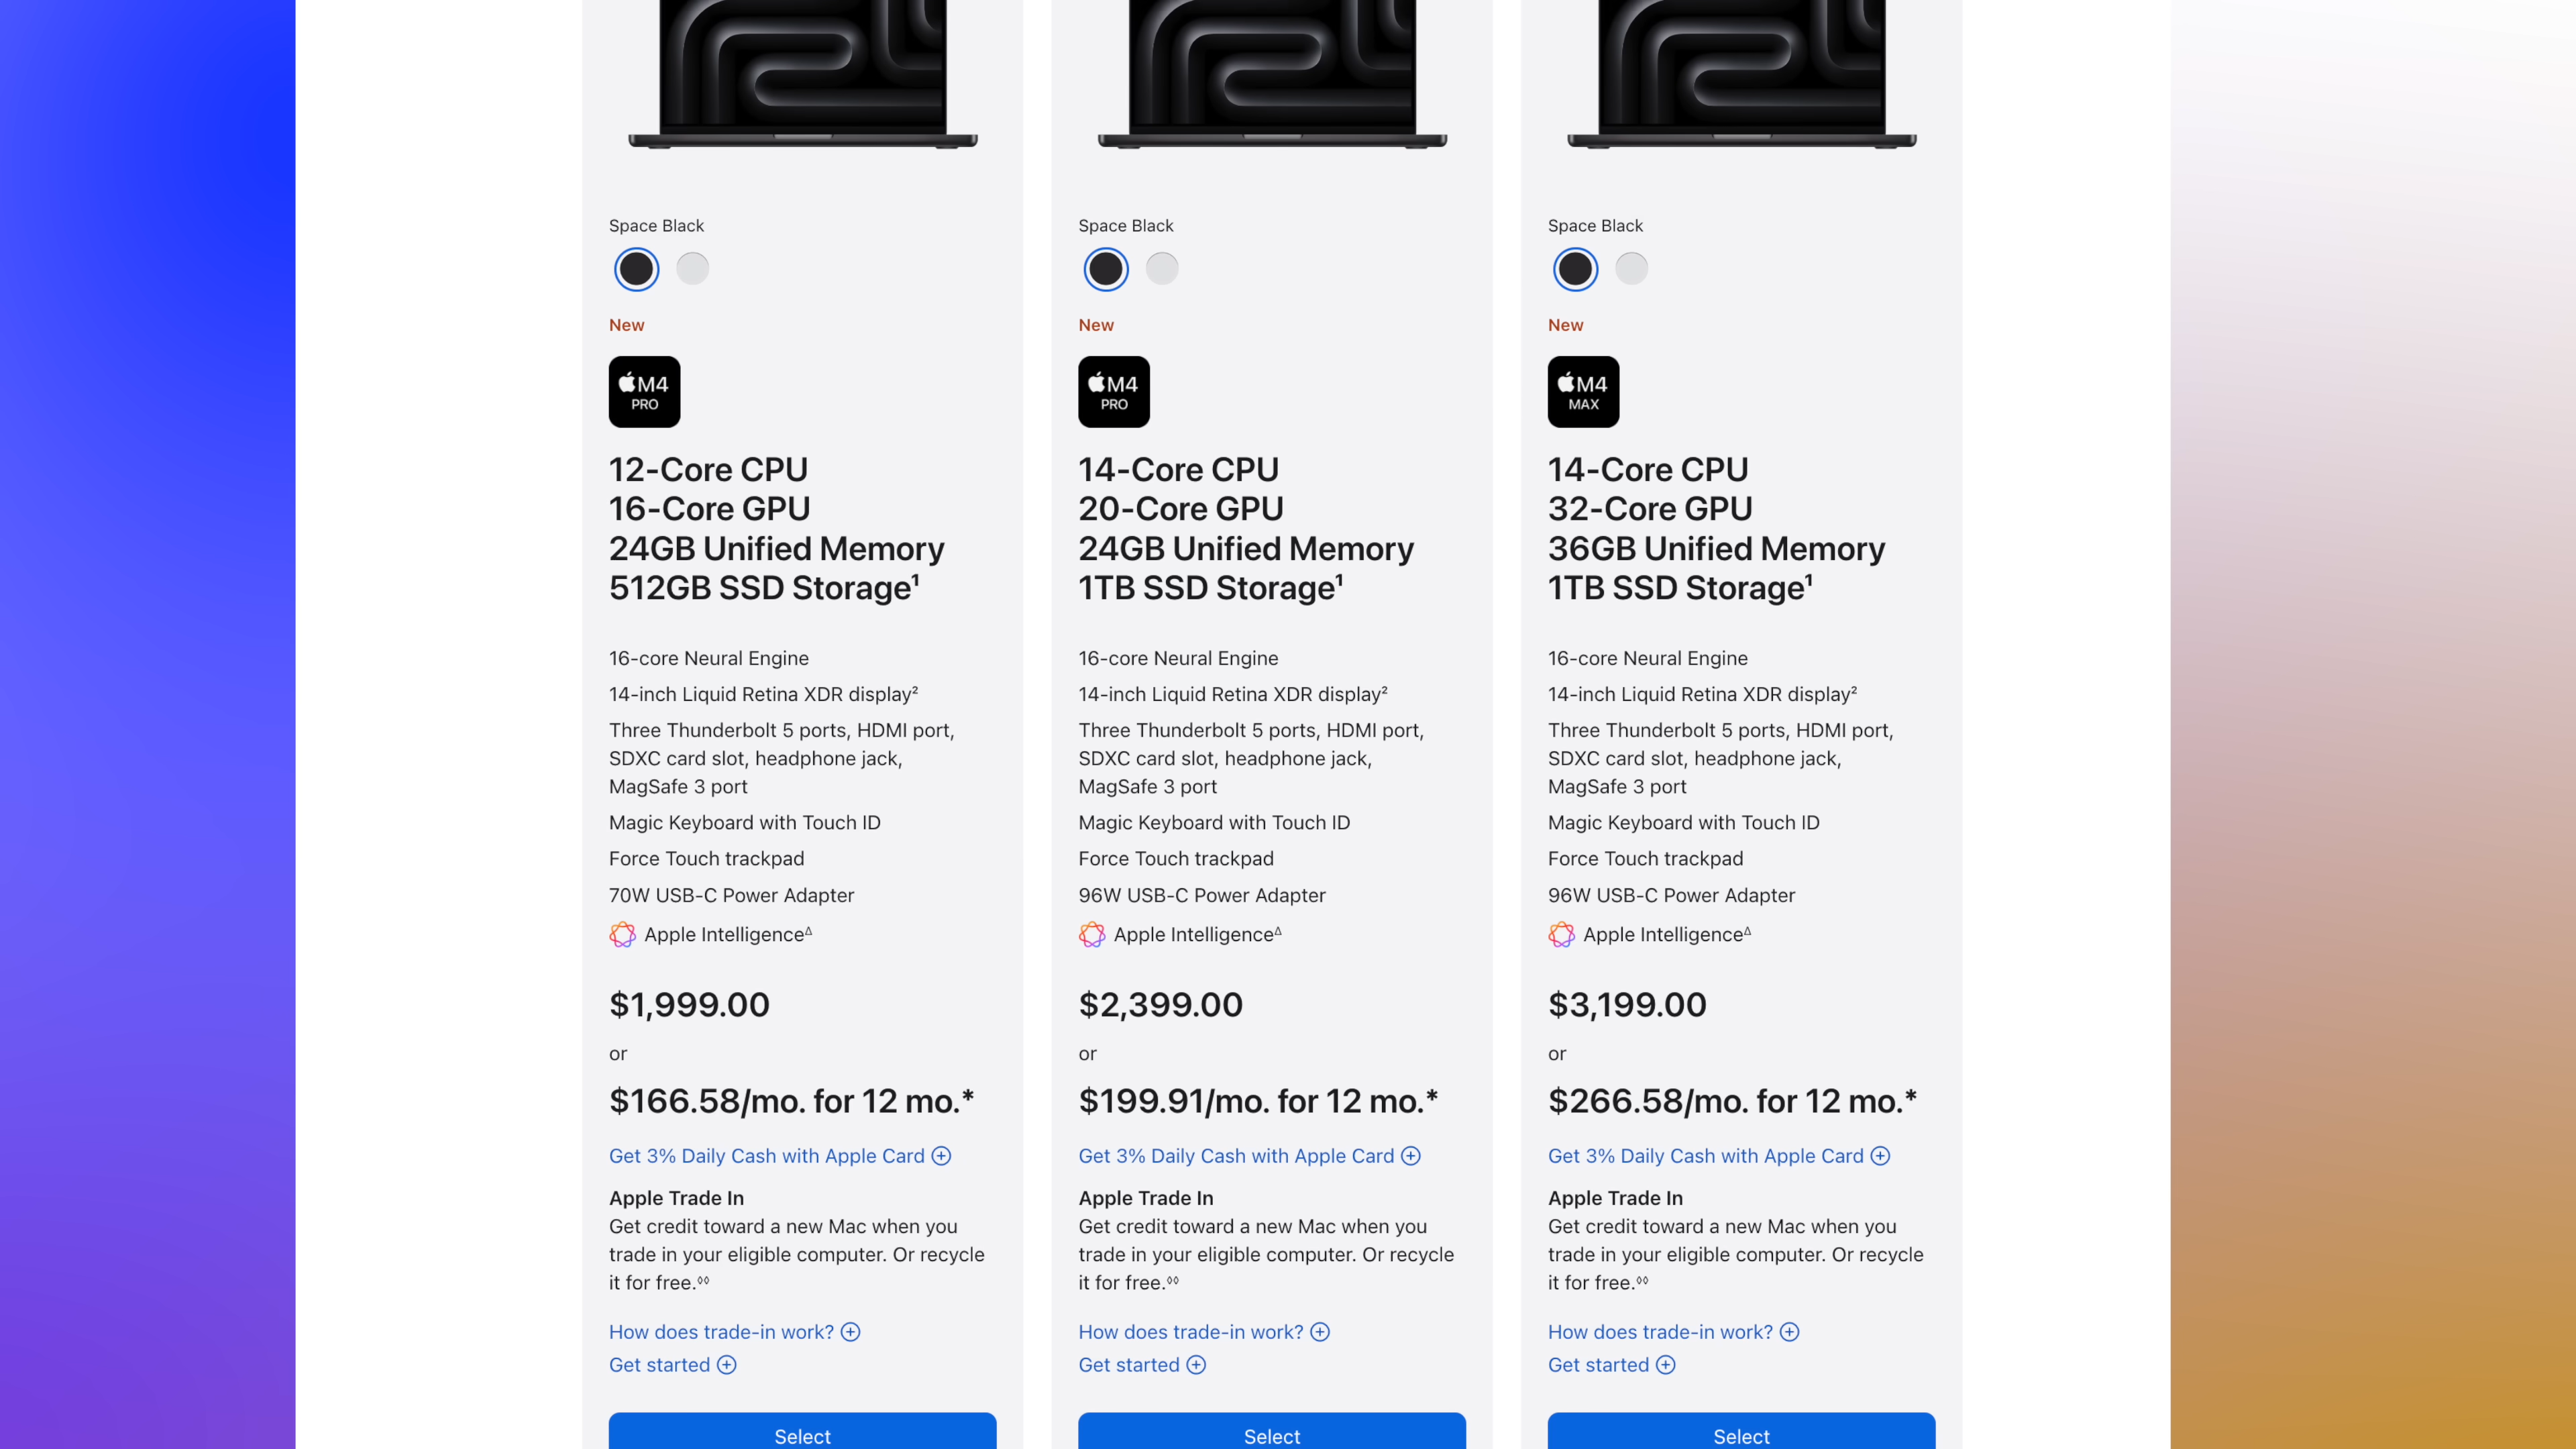 Space Black
New
M4
PRO
12-Core CPU
16-Core GPU
24GB Unified Memory
512GB SSD Storage¹
16-core Neural Engine
14-inch Liquid Retina XDR display²
Three Thunderbolt 5 ports, HDMI port,
SDXC card slot, headphone jack,
MagSafe 3 port
Magic Keyboard with Touch ID
Force Touch trackpad
70W USB-C Power Adapter
Apple Intelligence∆
$1,999.00
or
$166.58/mo. for 12 mo.*
Get 3% Daily Cash with Apple Card
Apple Trade In
Get credit toward a new Mac when you
trade in your eligible computer. Or recycle
it for free.◊◊
How does trade-in work?
Get started
Select
Space Black
New
M4
PRO
14-Core CPU
20-Core GPU
24GB Unified Memory
1TB SSD Storage¹
16-core Neural Engine
14-inch Liquid Retina XDR display²
Three Thunderbolt 5 ports, HDMI port,
SDXC card slot, headphone jack,
MagSafe 3 port
Magic Keyboard with Touch ID
Force Touch trackpad
96W USB-C Power Adapter
Apple Intelligence∆
$2,399.00
or
$199.91/mo. for 12 mo.*
Get 3% Daily Cash with Apple Card
Apple Trade In
Get credit toward a new Mac when you
trade in your eligible computer. Or recycle
it for free.◊◊
How does trade-in work?
Get started
Select
Space Black
New
M4
MAX
14-Core CPU
32-Core GPU
36GB Unified Memory
1TB SSD Storage¹
16-core Neural Engine
14-inch Liquid Retina XDR display²
Three Thunderbolt 5 ports, HDMI port,
SDXC card slot, headphone jack,
MagSafe 3 port
Magic Keyboard with Touch ID
Force Touch trackpad
96W USB-C Power Adapter
Apple Intelligence∆
$3,199.00
or
$266.58/mo. for 12 mo.*
Get 3% Daily Cash with Apple Card
Apple Trade In
Get credit toward a new Mac when you
trade in your eligible computer. Or recycle
it for free.◊◊
How does trade-in work?
Get started
Select